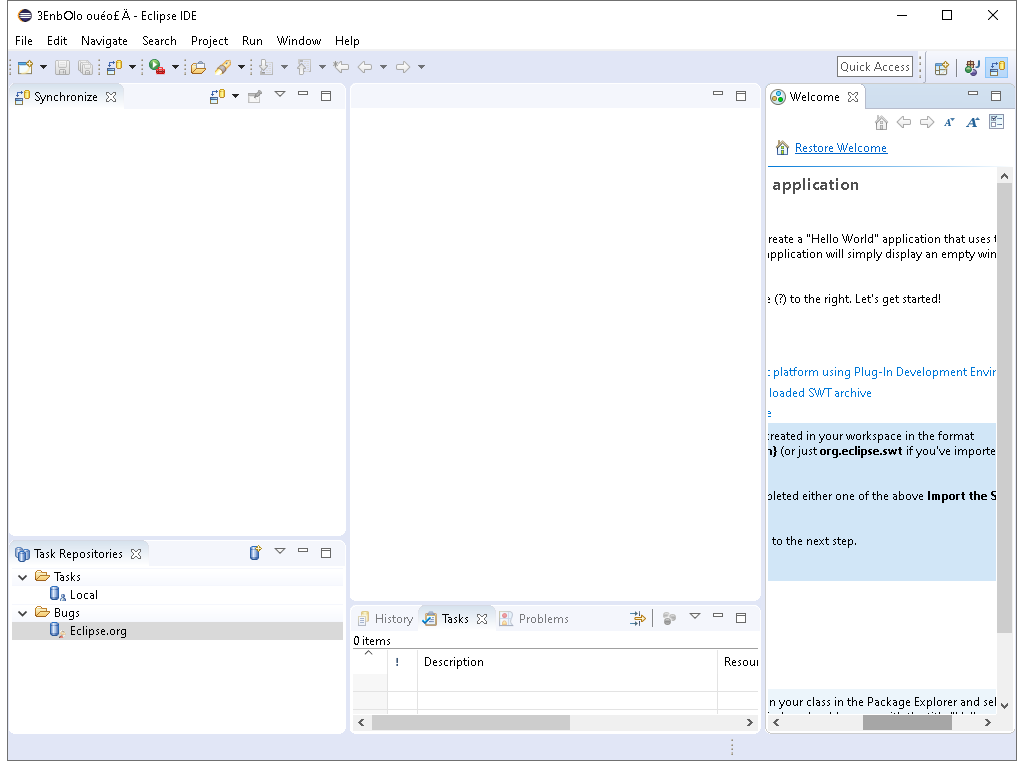 3EnbOlo ouéo£Ä - Eclipse IDE
File Edit Navigate Search Project Run Window Help
Quick Access
Synchronize
Welcome
Restore Welcome
application
reate a "Hello World" application that uses t
application will simply display an empty win
e (?) to the right. Let's get started!
t platform using Plug-In Development Envir
loaded SWT archive
e
created in your workspace in the format
n} (or just org.eclipse.swt if you've importe
pleted either one of the above Import the S
to the next step.
n your class in the Package Explorer and sel
Task Repositories
Tasks
Local
Bugs
Eclipse.org
History Tasks Problems
0 items
! Description Resour